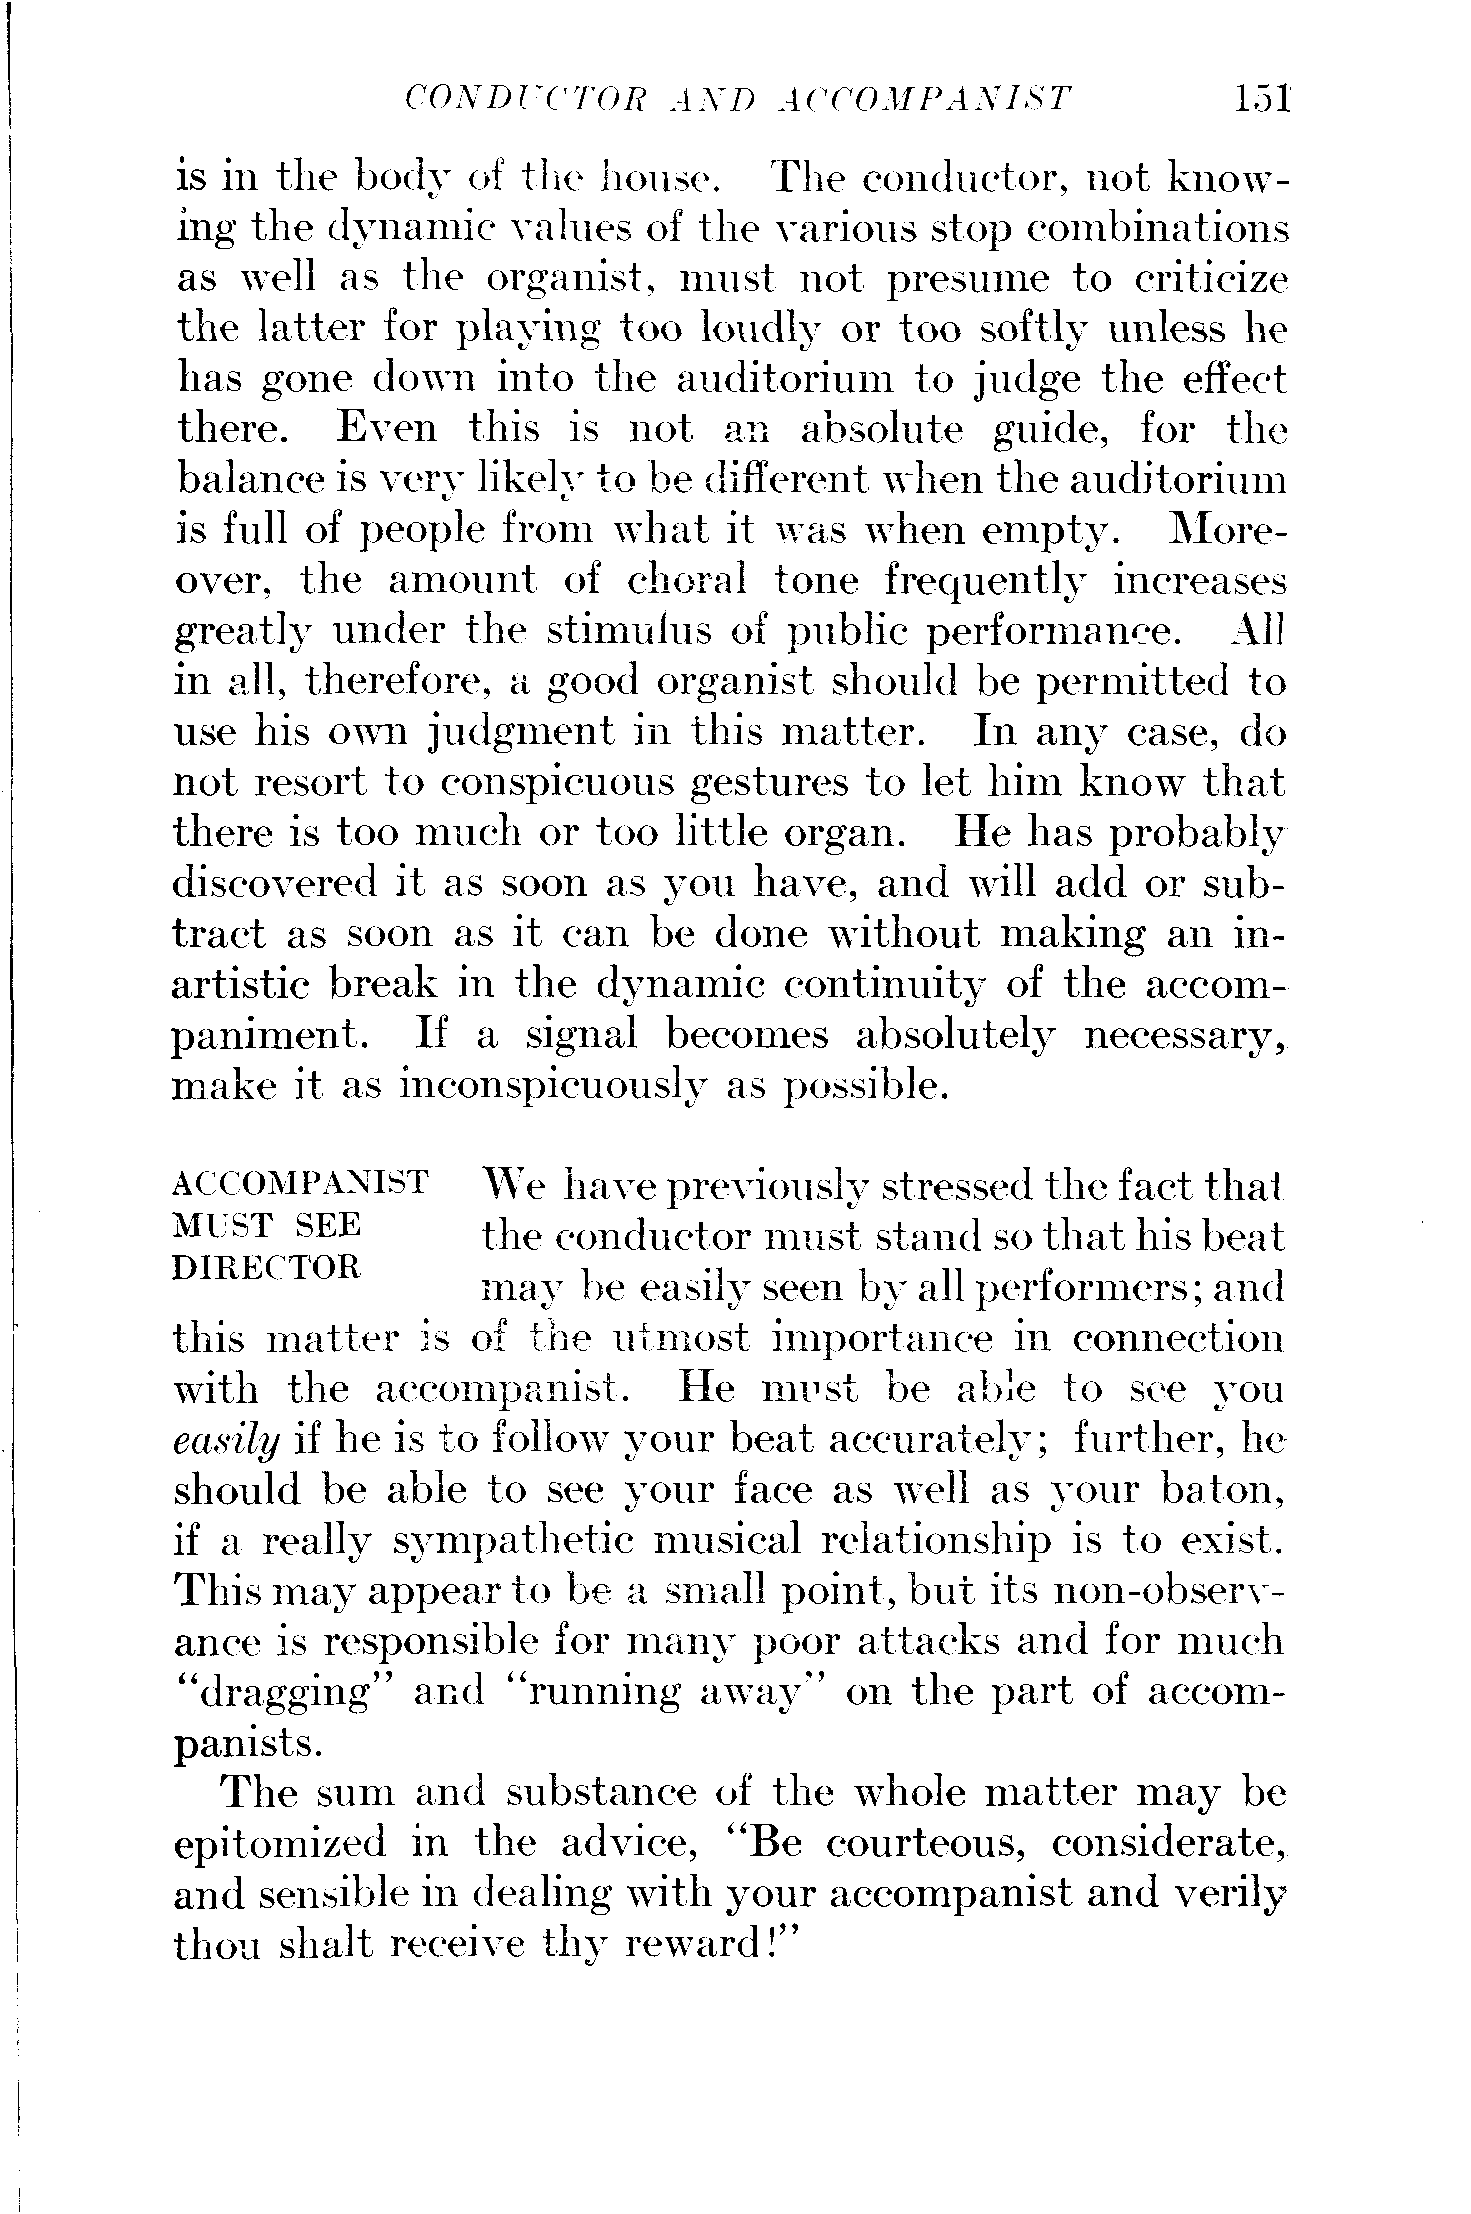 CONDUCTOR AND ACCOMPANIST 151
is in the body of the house. The conductor, not know-
ing the dynamic values of the various stop combinations
as well as the organist, must not presume to criticize
the latter for playing too loudly or too softly unless he
has gone down into the auditorium to judge the effect
there. Even this is not an absolute guide, for the
balance is very likely to be different when the auditorium
is full of people from what it was when empty. More-
over, the amount of choral tone frequently increases
greatly under the stimulus of public performance. All
in all, therefore, a good organist should be permitted to
use his own judgment in this matter. In any case, do
not resort to conspicuous gestures to let him know that
there is too much or too little organ. He has probably
discovered it as soon as you have, and will add or sub-
tract as soon as it can be done without making an in-
artistic break in the dynamic continuity of the accom-
paniment. If a signal becomes absolutely necessary,
make it as inconspicuously as possible.
ACCOMPANIST
MUST SEE
DIRECTOR
We have previously stressed the fact that
the conductor must stand so that his beat
may be easily seen by all performers; and
this matter is of the utmost importance in connection
with the accompanist. He must be able to see you
easily if he is to follow your beat accurately; further, he
should be able to see your face as well as your baton,
if a really sympathetic musical relationship is to exist.
This may appear to be a small point, but its non-observ-
ance is responsible for many poor attacks and for much
"dragging" and "running away" on the part of accom-
panists.
The sum and substance of the whole matter may be
epitomized in the advice, "Be courteous, considerate,
and sensible in dealing with your accompanist and verily
thou shalt receive thy reward!"